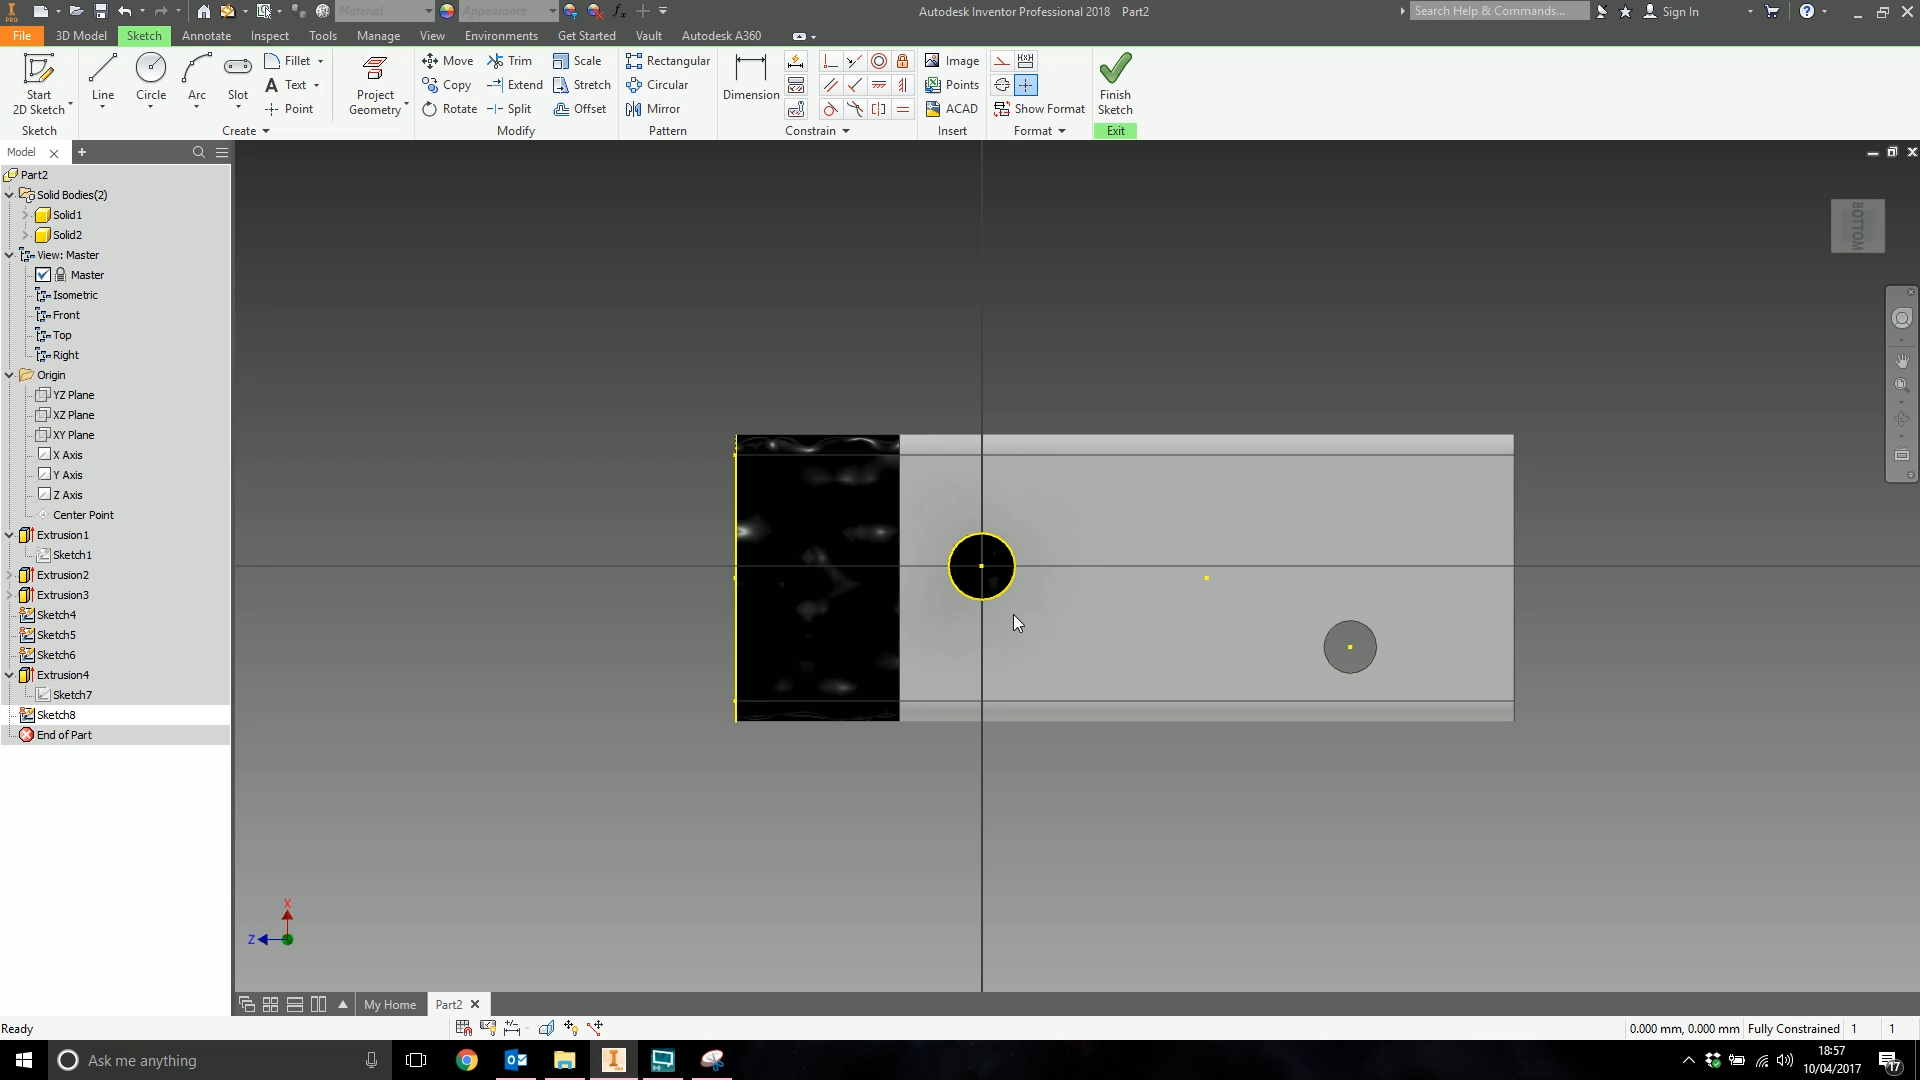 Material
Appearance
Autodesk Inventor Professional 2018 Part2
Search Help & Commands...
Sign In
File
3D Model
Sketch
Annotate
Inspect
Tools
Manage
View
Environments
Get Started
Vault
Autodesk A360
Start
2D Sketch
Line
Circle
Arc
Slot
Fillet
Text
Point
Project
Geometry
Move
Copy
Rotate
Trim
Extend
Split
Scale
Stretch
Offset
Rectangular
Circular
Mirror
Dimension
Image
Points
ACAD
Show Format
Finish
Sketch
Sketch
Create
Modify
Pattern
Constrain
Insert
Format
Exit
Model
Part2
Solid Bodies(2)
Solid1
Solid2
View: Master
Master
Isometric
Front
Top
Right
Origin
YZ Plane
XZ Plane
XY Plane
X Axis
Y Axis
Z Axis
Center Point
Extrusion1
Sketch1
Extrusion2
Extrusion3
Sketch4
Sketch5
Sketch6
Extrusion4
Sketch7
Sketch8
End of Part
BOTTOM
X
Z
My Home
Part2
Ready
0.000 mm, 0.000 mm
Fully Constrained
1
1
Ask me anything
18:57
10/04/2017
17